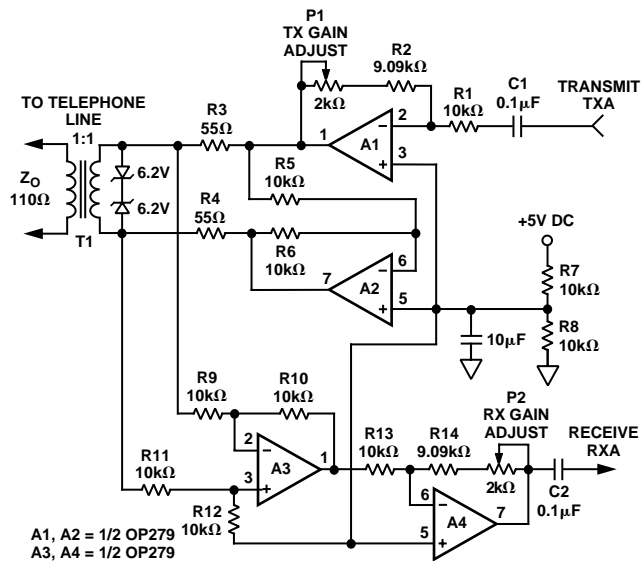 P1
TX GAIN
ADJUST
2kΩ
R2
9.09kΩ
R1
10kΩ
C1
0.1µF
TRANSMIT
TXA
TO TELEPHONE
LINE
1:1
R3
55Ω
1
A1
2
3
6.2V
6.2V
ZO
110Ω
T1
R5
10kΩ
R4
55Ω
R6
10kΩ
7
A2
6
5
+5V DC
R7
10kΩ
R8
10kΩ
10µF
R9
10kΩ
R10
10kΩ
2
3
A3
1
R11
10kΩ
R12
10kΩ
R13
10kΩ
R14
9.09kΩ
P2
RX GAIN
ADJUST
2kΩ
6
5
A4
7
RECEIVE
RXA
C2
0.1µF
A1, A2 = 1/2 OP279
A3, A4 = 1/2 OP279